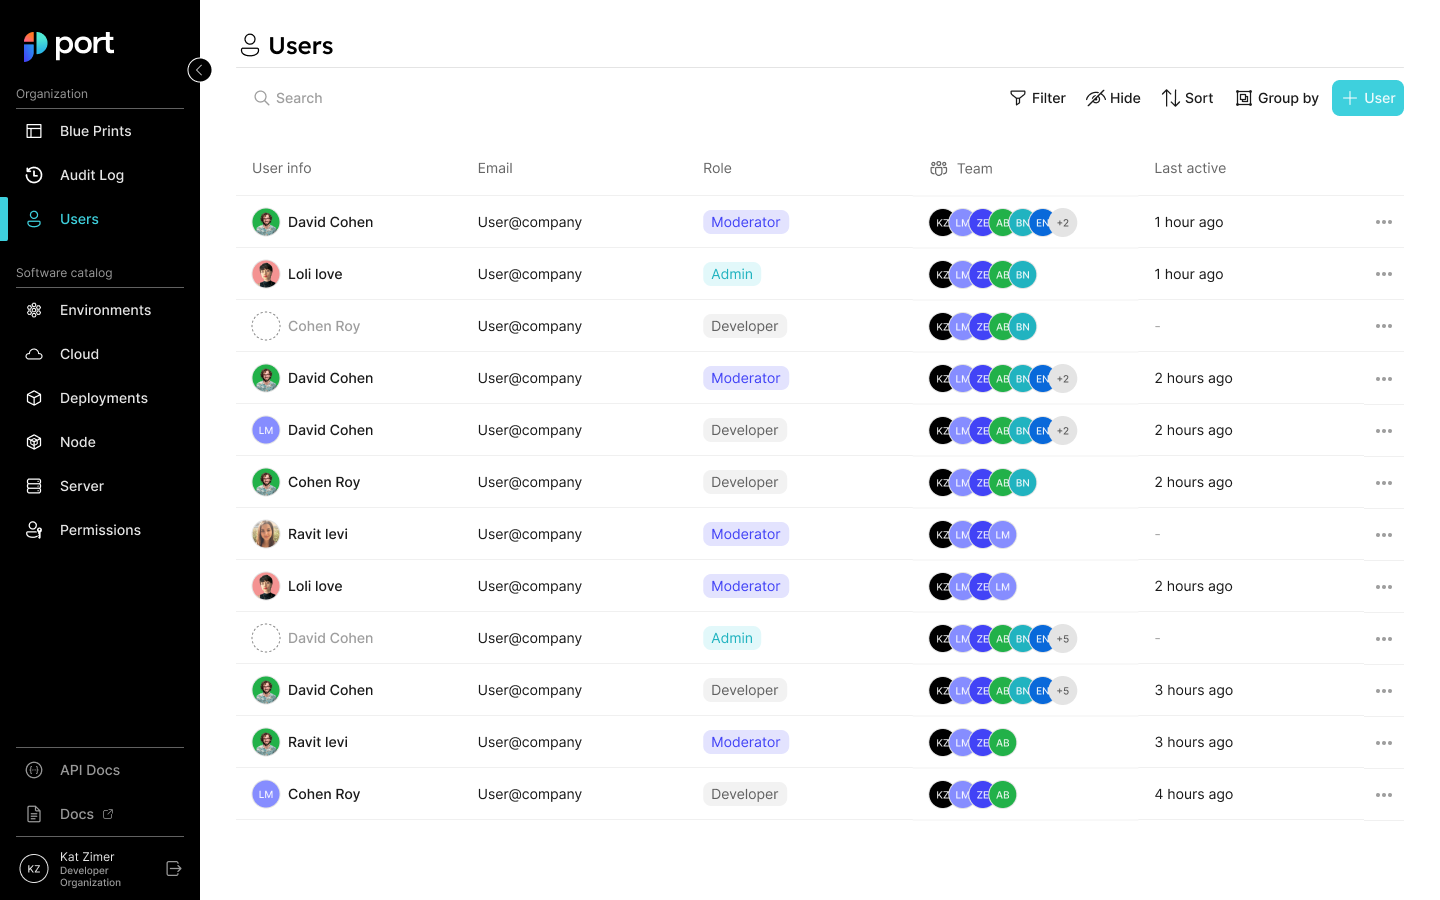 port
Organization
Blue Prints
Audit Log
Users
Software catalog
Environments
Cloud
Deployments
Node
Server
Permissions
API Docs
Docs
KZ
Kat Zimer
Developer
Organization
Users
Search
Filter
Hide
Sort
Group by
User
User info Email Role Team Last active
David Cohen User@company Moderator KZ LM ZE AB BN EN +2 1 hour ago
Loli love User@company Admin KZ LM ZE AB BN 1 hour ago
Cohen Roy User@company Developer KZ LM ZE AB BN -
David Cohen User@company Moderator KZ LM ZE AB BN EN +2 2 hours ago
LM David Cohen User@company Developer KZ LM ZE AB BN EN +2 2 hours ago
Cohen Roy User@company Developer KZ LM ZE AB BN 2 hours ago
Ravit levi User@company Moderator KZ LM ZE LM -
Loli love User@company Moderator KZ LM ZE LM 2 hours ago
David Cohen User@company Admin KZ LM ZE AB BN EN +5 -
David Cohen User@company Developer KZ LM ZE AB BN EN +5 3 hours ago
Ravit levi User@company Moderator KZ LM ZE AB 3 hours ago
LM Cohen Roy User@company Developer KZ LM ZE AB 4 hours ago